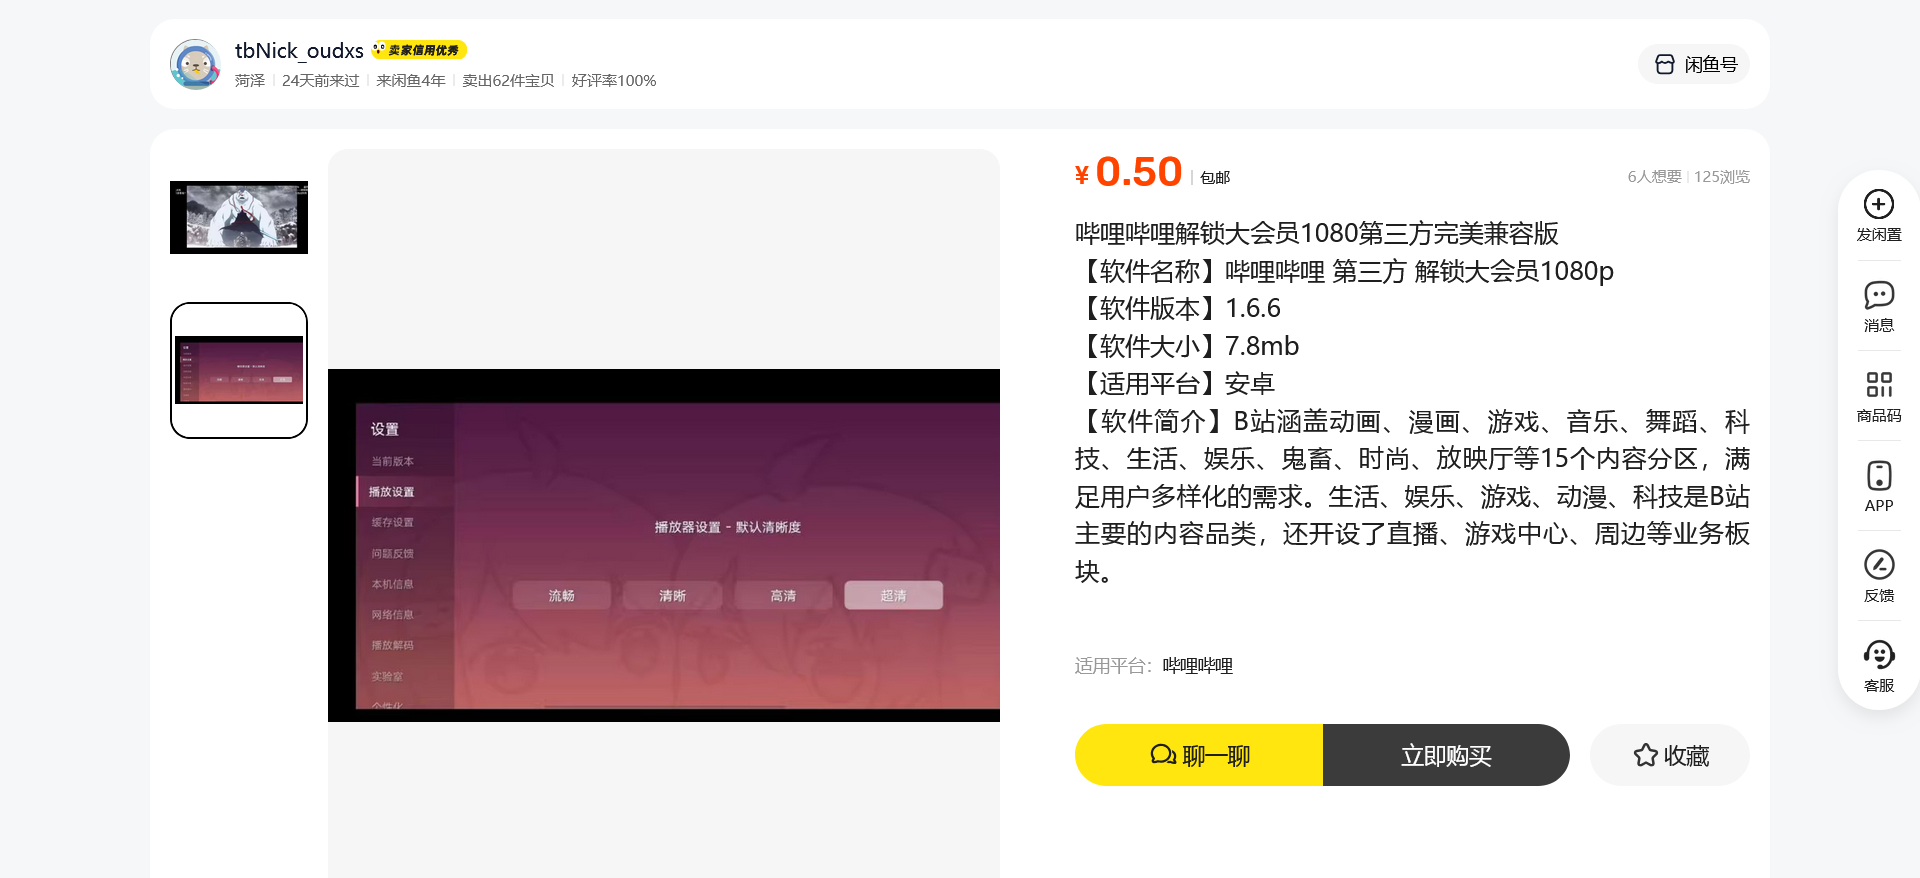 tbNick_oudxs 卖家信用优秀
菏泽 | 24天前来过 | 来闲鱼4年 | 卖出62件宝贝 | 好评率100%
闲鱼号
¥0.50 | 包邮
6人想要 | 125浏览
哔哩哔哩解锁大会员1080第三方完美兼容版
【软件名称】哔哩哔哩 第三方 解锁大会员1080p
【软件版本】1.6.6
【软件大小】7.8mb
【适用平台】安卓
【软件简介】B站涵盖动画、漫画、游戏、音乐、舞蹈、科
技、生活、娱乐、鬼畜、时尚、放映厅等15个内容分区，满
足用户多样化的需求。生活、娱乐、游戏、动漫、科技是B站
主要的内容品类，还开设了直播、游戏中心、周边等业务板
块。
适用平台：哔哩哔哩
聊一聊
立即购买
收藏
设置
当前版本
播放设置
缓存设置
问题反馈
本机信息
网络信息
播放解码
实验室
个性化
播放器设置 - 默认清晰度
流畅
清晰
高清
超清
发闲置
消息
商品码
APP
反馈
客服